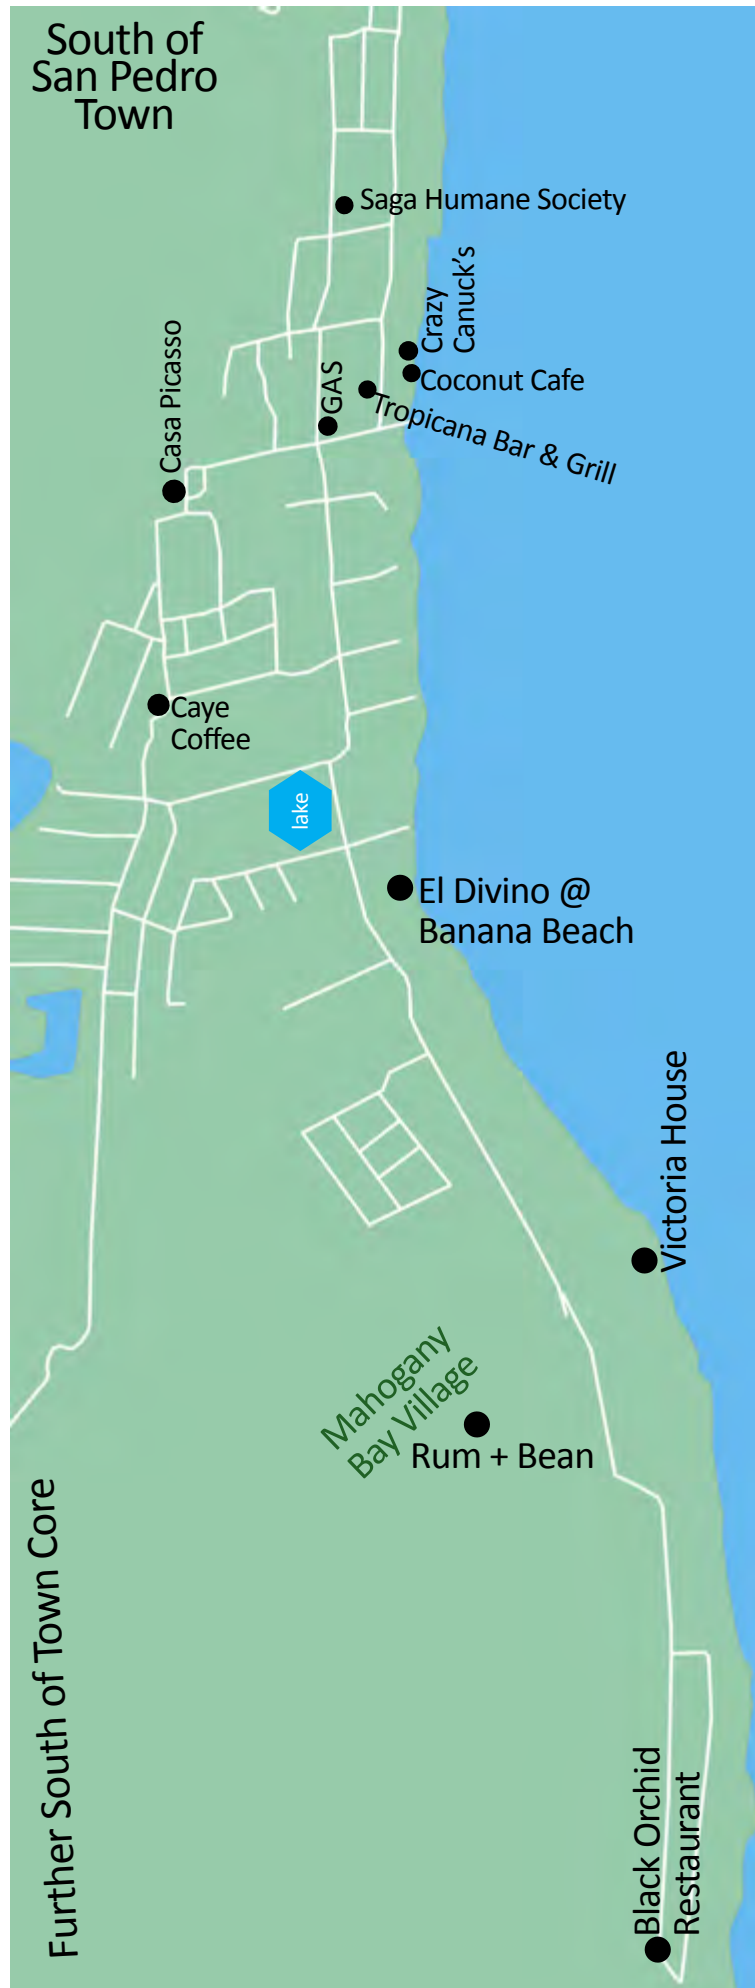 South of
San Pedro
Town
Saga Humane Society
Crazy
Canuck's
Coconut Cafe
Tropicana Bar & Grill
GAS
Casa Picasso
Caye
Coffee
lake
El Divino @
Banana Beach
Victoria House
Mahogany
Bay Village
Rum + Bean
Further South of Town Core
Black Orchid
Restaurant